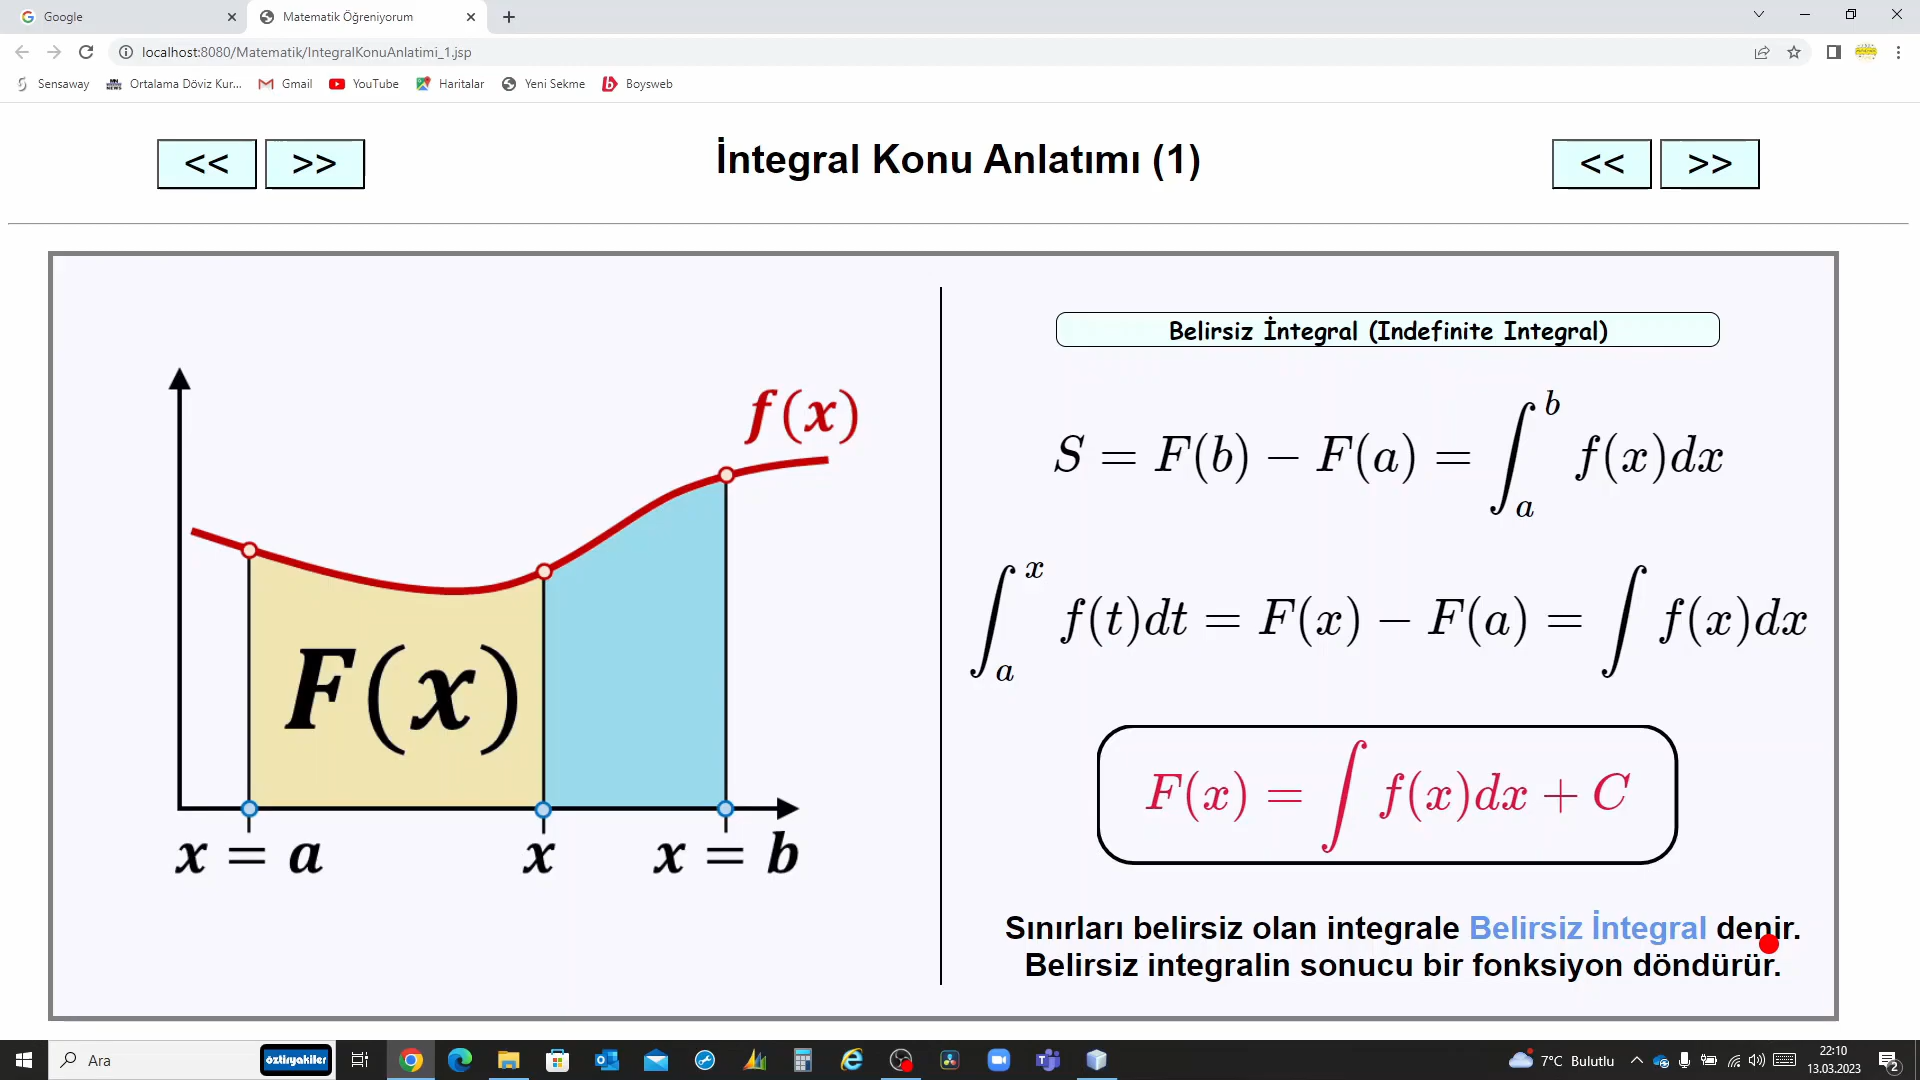 Google
Matematik Öğreniyorum
localhost:8080/Matematik/IntegralKonuAnlatimi_1.jsp
Sensaway
Ortalama Döviz Kur...
Gmail
YouTube
Haritalar
Yeni Sekme
Boysweb
<< >>
İntegral Konu Anlatımı (1)
<< >>
f(x)
F(x)
x = a
x
x = b
Belirsiz İntegral (Indefinite Integral)
S = F(b) − F(a) = ∫_a^b f(x)dx
∫_a^x f(t)dt = F(x) − F(a) = ∫ f(x)dx
F(x) = ∫ f(x)dx + C
Sınırları belirsiz olan integrale Belirsiz İntegral denir.
Belirsiz integralin sonucu bir fonksiyon döndürür.
Ara
öztiryakiler
7°C Bulutlu
22:10
13.03.2023
2